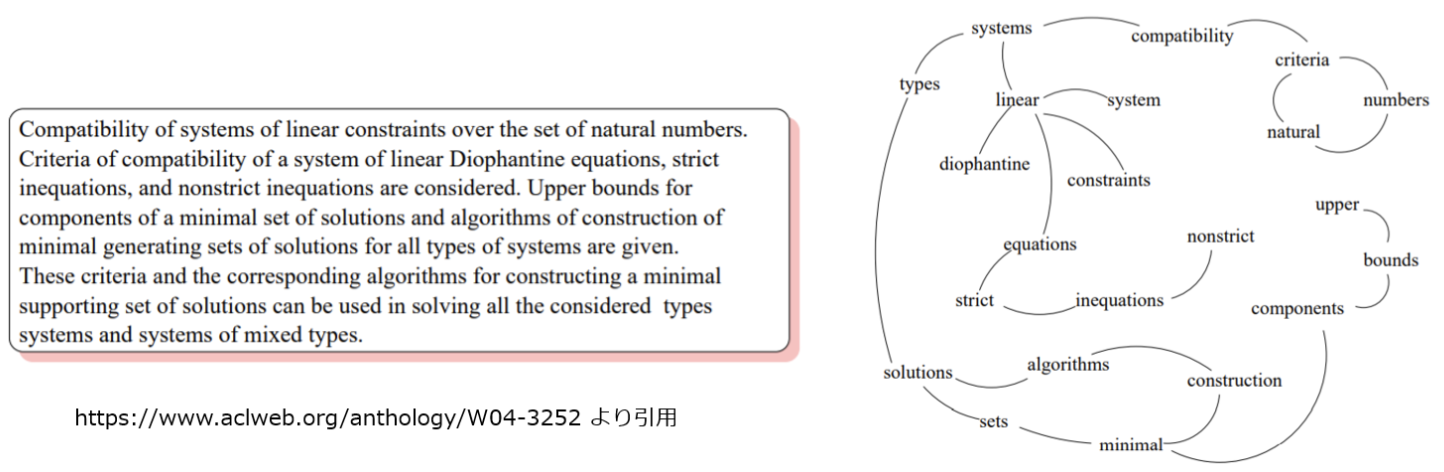 Compatibility of systems of linear constraints over the set of natural numbers.
Criteria of compatibility of a system of linear Diophantine equations, strict
inequations, and nonstrict inequations are considered. Upper bounds for
components of a minimal set of solutions and algorithms of construction of
minimal generating sets of solutions for all types of systems are given.
These criteria and the corresponding algorithms for constructing a minimal
supporting set of solutions can be used in solving all the considered types
systems and systems of mixed types.
https://www.aclweb.org/anthology/W04-3252 より引用
systems
compatibility
criteria
types
linear
system
numbers
natural
diophantine
constraints
upper
equations
nonstrict
bounds
strict
inequations
components
solutions
algorithms
construction
sets
minimal